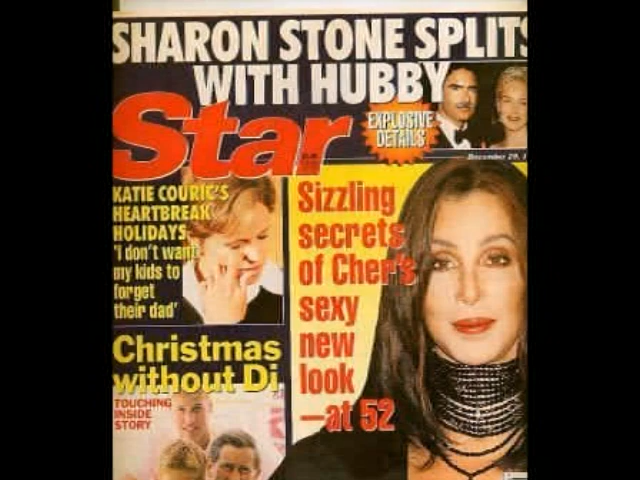 SHARON STONE SPLITS
WITH HUBBY
Star
EXPLOSIVE
DETAILS
December 29, 1
KATIE COURIC'S
HEARTBREAK
HOLIDAYS
'I don't want
my kids to
forget
their dad'
Sizzling
secrets
of Cher's
sexy
new
look
—at 52
Christmas
without Di
TOUCHING
INSIDE
STORY